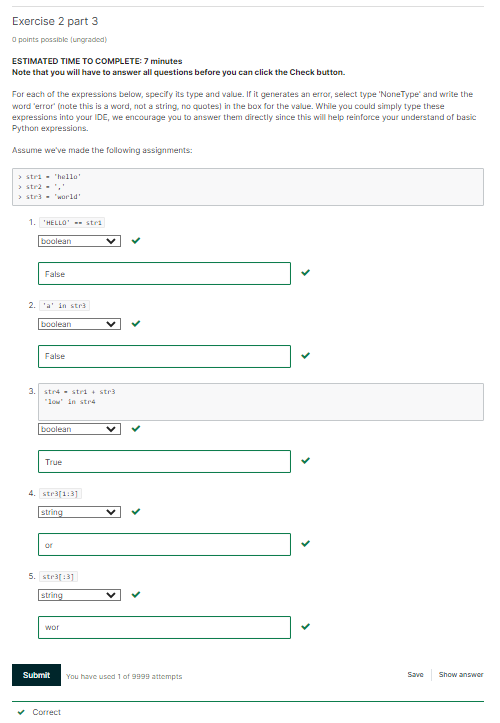 Exercise 2 part 3
0 points possible (ungraded)
ESTIMATED TIME TO COMPLETE: 7 minutes
Note that you will have to answer all questions before you can click the Check button.
For each of the expressions below, specify its type and value. If it generates an error, select type 'NoneType' and write the
word 'error' (note this is a word, not a string, no quotes) in the box for the value. While you could simply type these
expressions into your IDE, we encourage you to answer them directly since this will help reinforce your understanding of basic
Python expressions.
Assume we've made the following assignments:
> str1 = 'hello'
> str2 = ','
> str3 = 'world'
1. 'HELLO' == str1
boolean
False
2. 'a' in str3
boolean
False
3. str4 = str1 + str3
'low' in str4
boolean
True
4. str3[1:3]
string
or
5. str3[:3]
string
wor
Submit You have used 1 of 9999 attempts Save Show answer
Correct